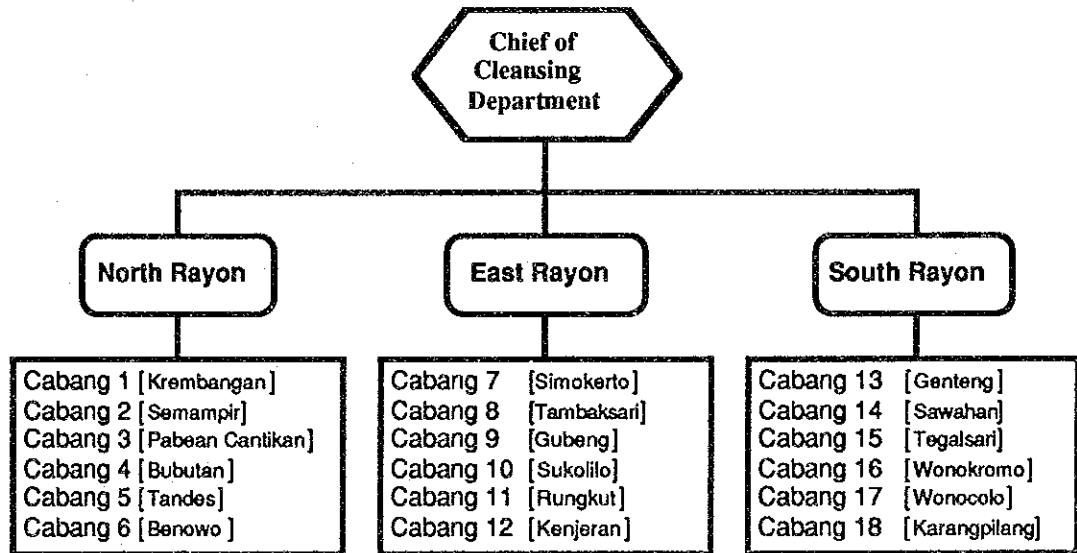 Chief of
Cleansing
Department
North Rayon
East Rayon
South Rayon
Cabang 1 [Krembangan]
Cabang 2 [Semampir]
Cabang 3 [Pabean Cantikan]
Cabang 4 [Bubutan]
Cabang 5 [Tandes]
Cabang 6 [Benowo ]
Cabang 7 [Simokerto]
Cabang 8 [Tambaksari]
Cabang 9 [Gubeng]
Cabang 10 [Sukolilo]
Cabang 11 [Rungkut]
Cabang 12 [Kenjeran]
Cabang 13 [Genteng]
Cabang 14 [Sawahan]
Cabang 15 [Tegalsari]
Cabang 16 [Wonokromo]
Cabang 17 [Wonocolo]
Cabang 18 [Karangpilang]